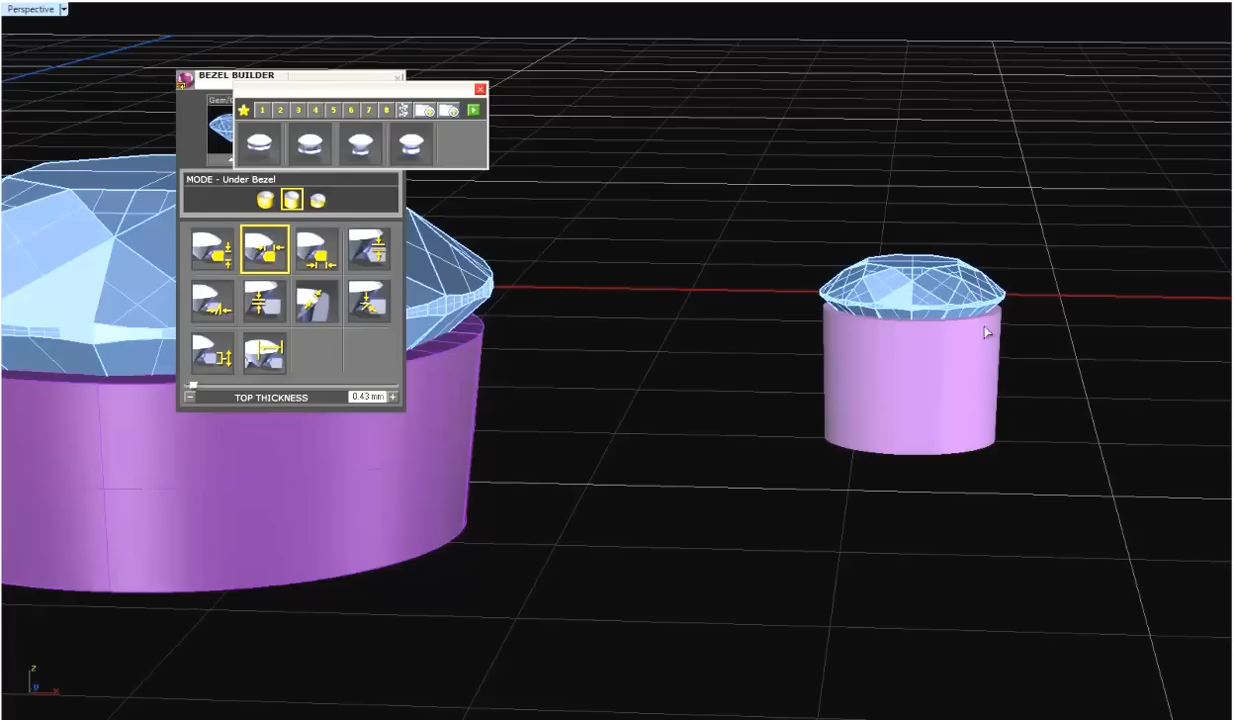 Perspective
BEZEL BUILDER
Gem/
1 2 3 4 5 6 7 8
MODE - Under Bezel
TOP THICKNESS 0.43 mm
z
y x